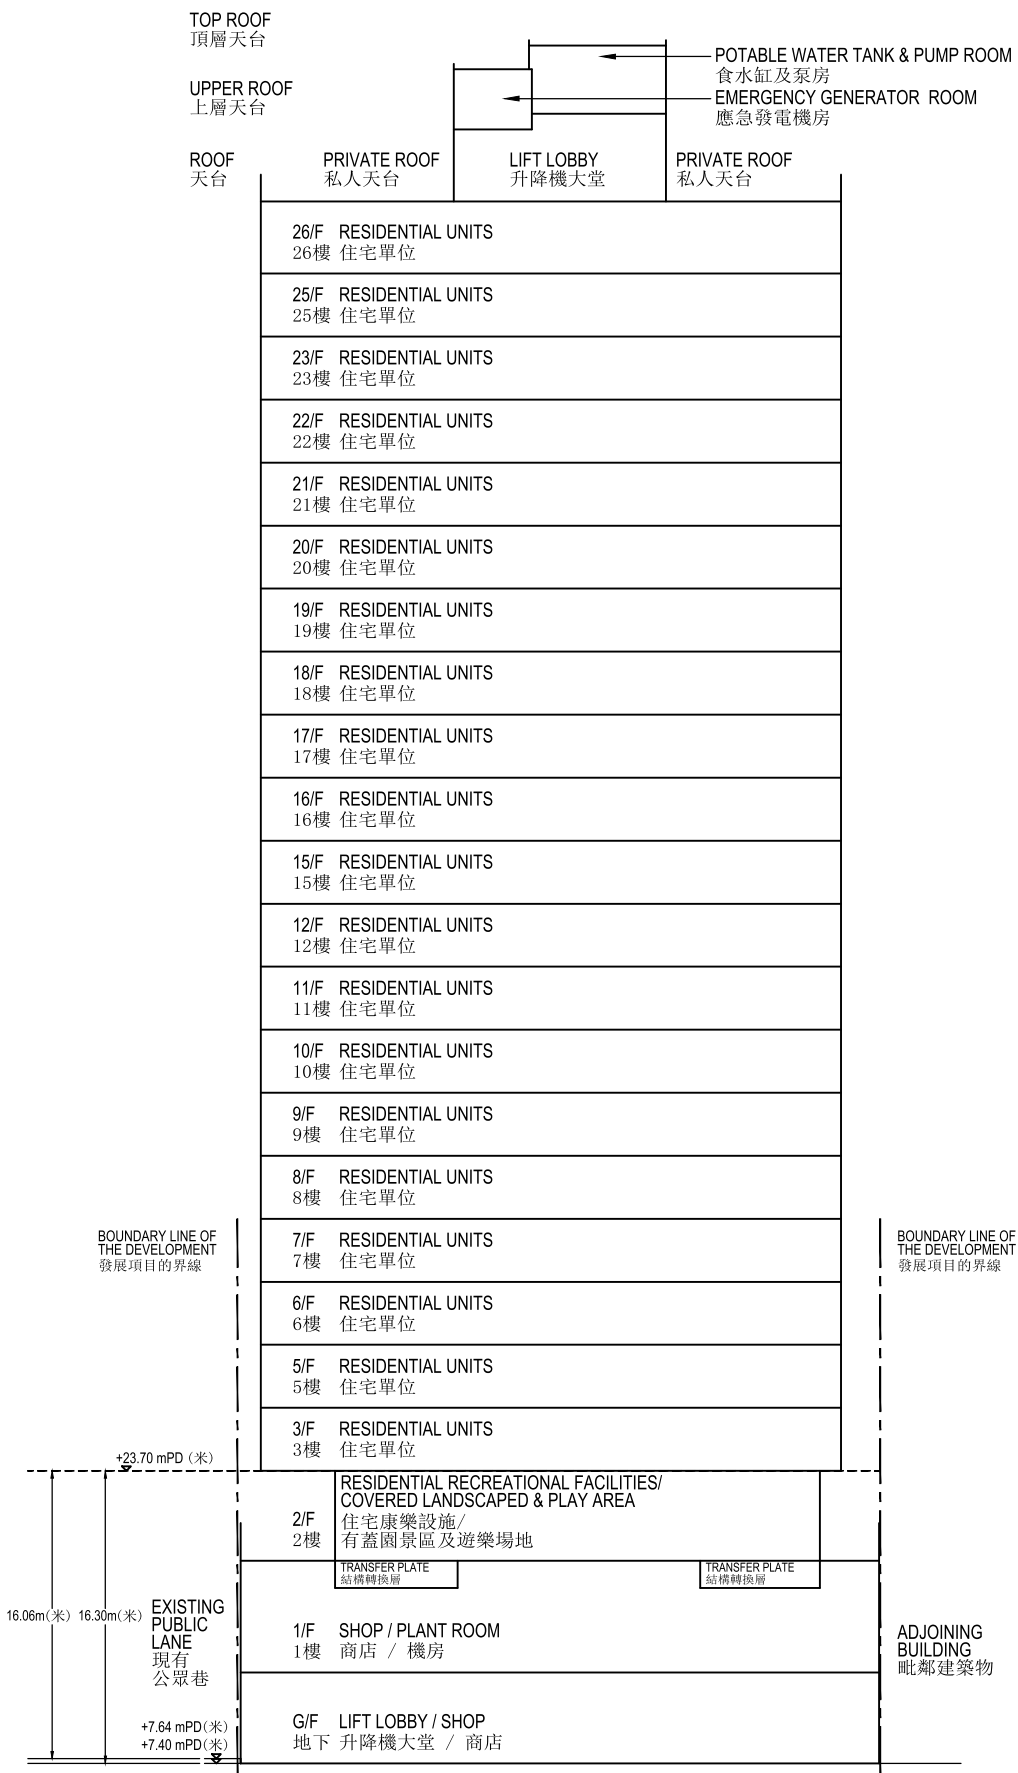 TOP ROOF
頂層天台
POTABLE WATER TANK & PUMP ROOM
食水缸及泵房
UPPER ROOF
上層天台
EMERGENCY GENERATOR ROOM
應急發電機房
ROOF
天台
PRIVATE ROOF
私人天台
LIFT LOBBY
升降機大堂
PRIVATE ROOF
私人天台
26/F RESIDENTIAL UNITS
26樓 住宅單位
25/F RESIDENTIAL UNITS
25樓 住宅單位
23/F RESIDENTIAL UNITS
23樓 住宅單位
22/F RESIDENTIAL UNITS
22樓 住宅單位
21/F RESIDENTIAL UNITS
21樓 住宅單位
20/F RESIDENTIAL UNITS
20樓 住宅單位
19/F RESIDENTIAL UNITS
19樓 住宅單位
18/F RESIDENTIAL UNITS
18樓 住宅單位
17/F RESIDENTIAL UNITS
17樓 住宅單位
16/F RESIDENTIAL UNITS
16樓 住宅單位
15/F RESIDENTIAL UNITS
15樓 住宅單位
12/F RESIDENTIAL UNITS
12樓 住宅單位
11/F RESIDENTIAL UNITS
11樓 住宅單位
10/F RESIDENTIAL UNITS
10樓 住宅單位
9/F RESIDENTIAL UNITS
9樓 住宅單位
8/F RESIDENTIAL UNITS
8樓 住宅單位
BOUNDARY LINE OF
THE DEVELOPMENT
發展項目的界線
7/F RESIDENTIAL UNITS
7樓 住宅單位
BOUNDARY LINE OF
THE DEVELOPMENT
發展項目的界線
6/F RESIDENTIAL UNITS
6樓 住宅單位
5/F RESIDENTIAL UNITS
5樓 住宅單位
3/F RESIDENTIAL UNITS
3樓 住宅單位
+23.70 mPD (米)
RESIDENTIAL RECREATIONAL FACILITIES/
COVERED LANDSCAPED & PLAY AREA
2/F 住宅康樂設施/
2樓 有蓋園景區及遊樂場地
TRANSFER PLATE
結構轉換層
TRANSFER PLATE
結構轉換層
16.06m(米) 16.30m(米)
EXISTING
PUBLIC
LANE
現有
公眾巷
1/F SHOP / PLANT ROOM
1樓 商店 / 機房
ADJOINING
BUILDING
毗鄰建築物
+7.64 mPD(米)
+7.40 mPD(米)
G/F LIFT LOBBY / SHOP
地下 升降機大堂 / 商店